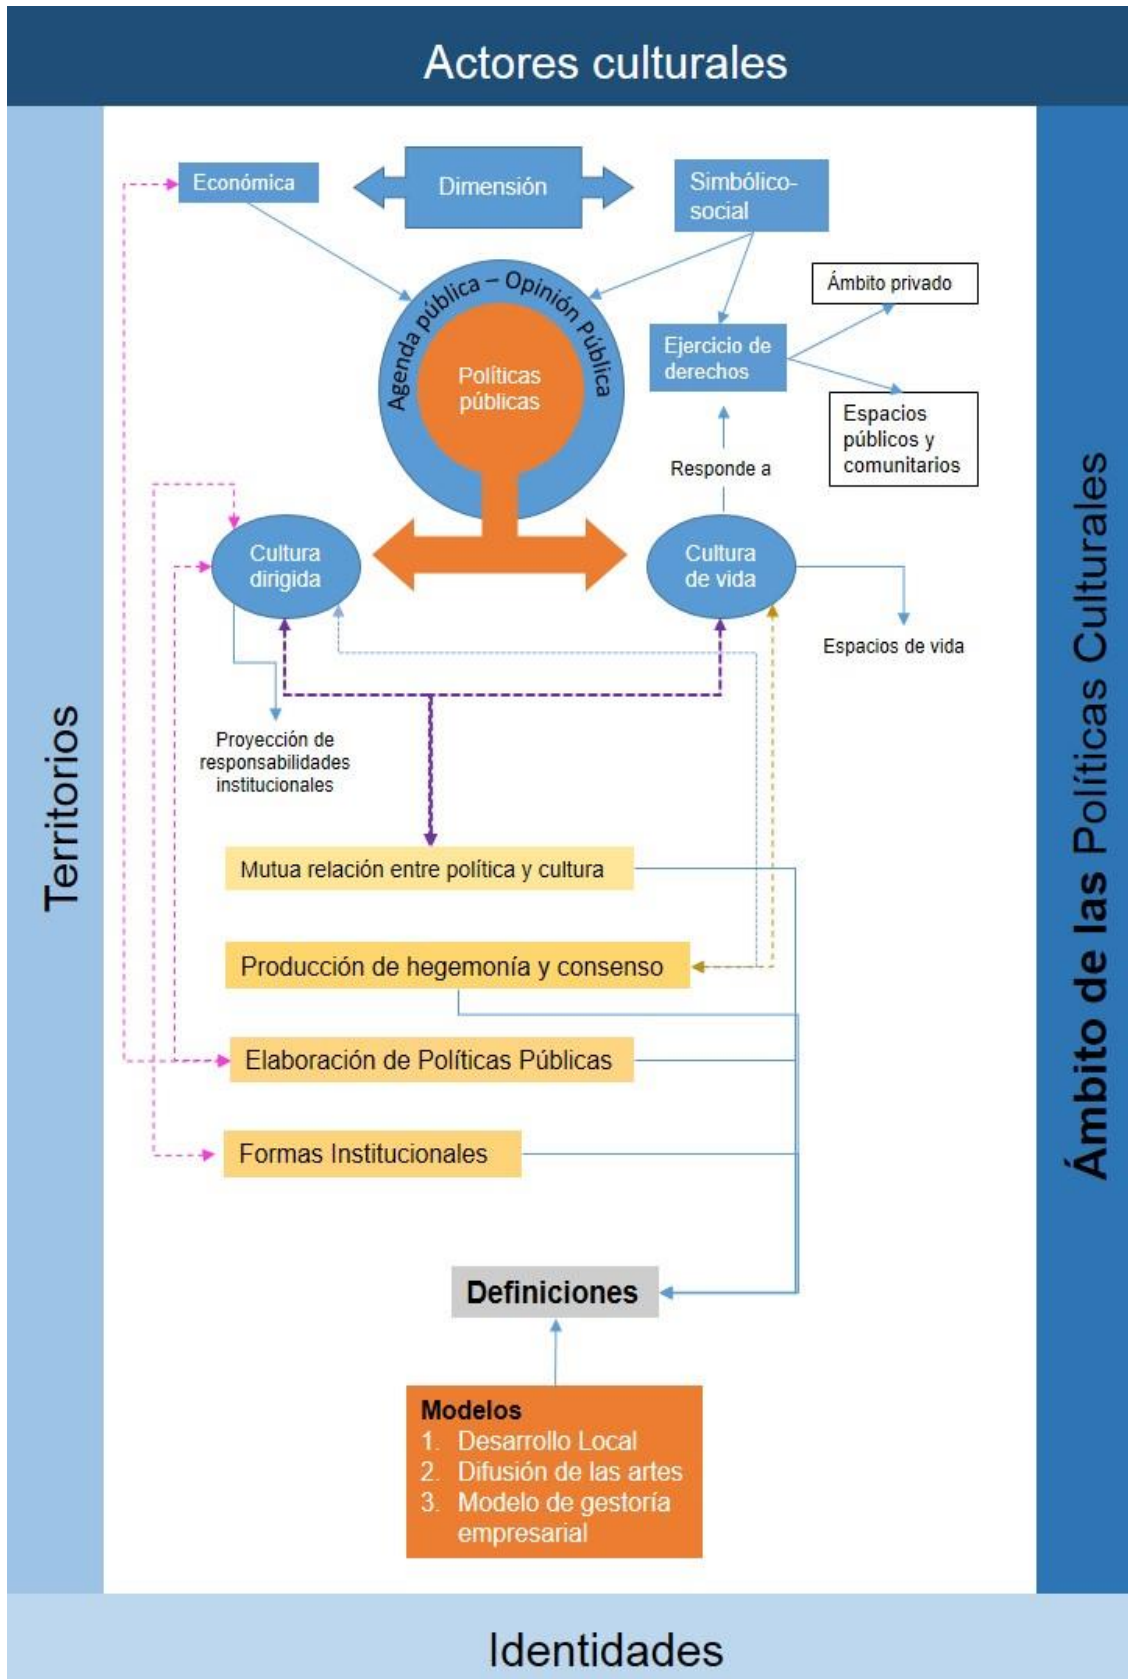 Actores culturales
Territorios
Ámbito de las Políticas Culturales
Económica
Dimensión
Simbólico-
social
Agenda pública – Opinión Pública
Políticas
públicas
Ámbito privado
Ejercicio de
derechos
Espacios
públicos y
comunitarios
Responde a
Cultura
dirigida
Cultura
de vida
Espacios de vida
Proyección de
responsabilidades
institucionales
Mutua relación entre política y cultura
Producción de hegemonía y consenso
Elaboración de Políticas Públicas
Formas Institucionales
Definiciones
Modelos
1. Desarrollo Local
2. Difusión de las artes
3. Modelo de gestoría
empresarial
Identidades